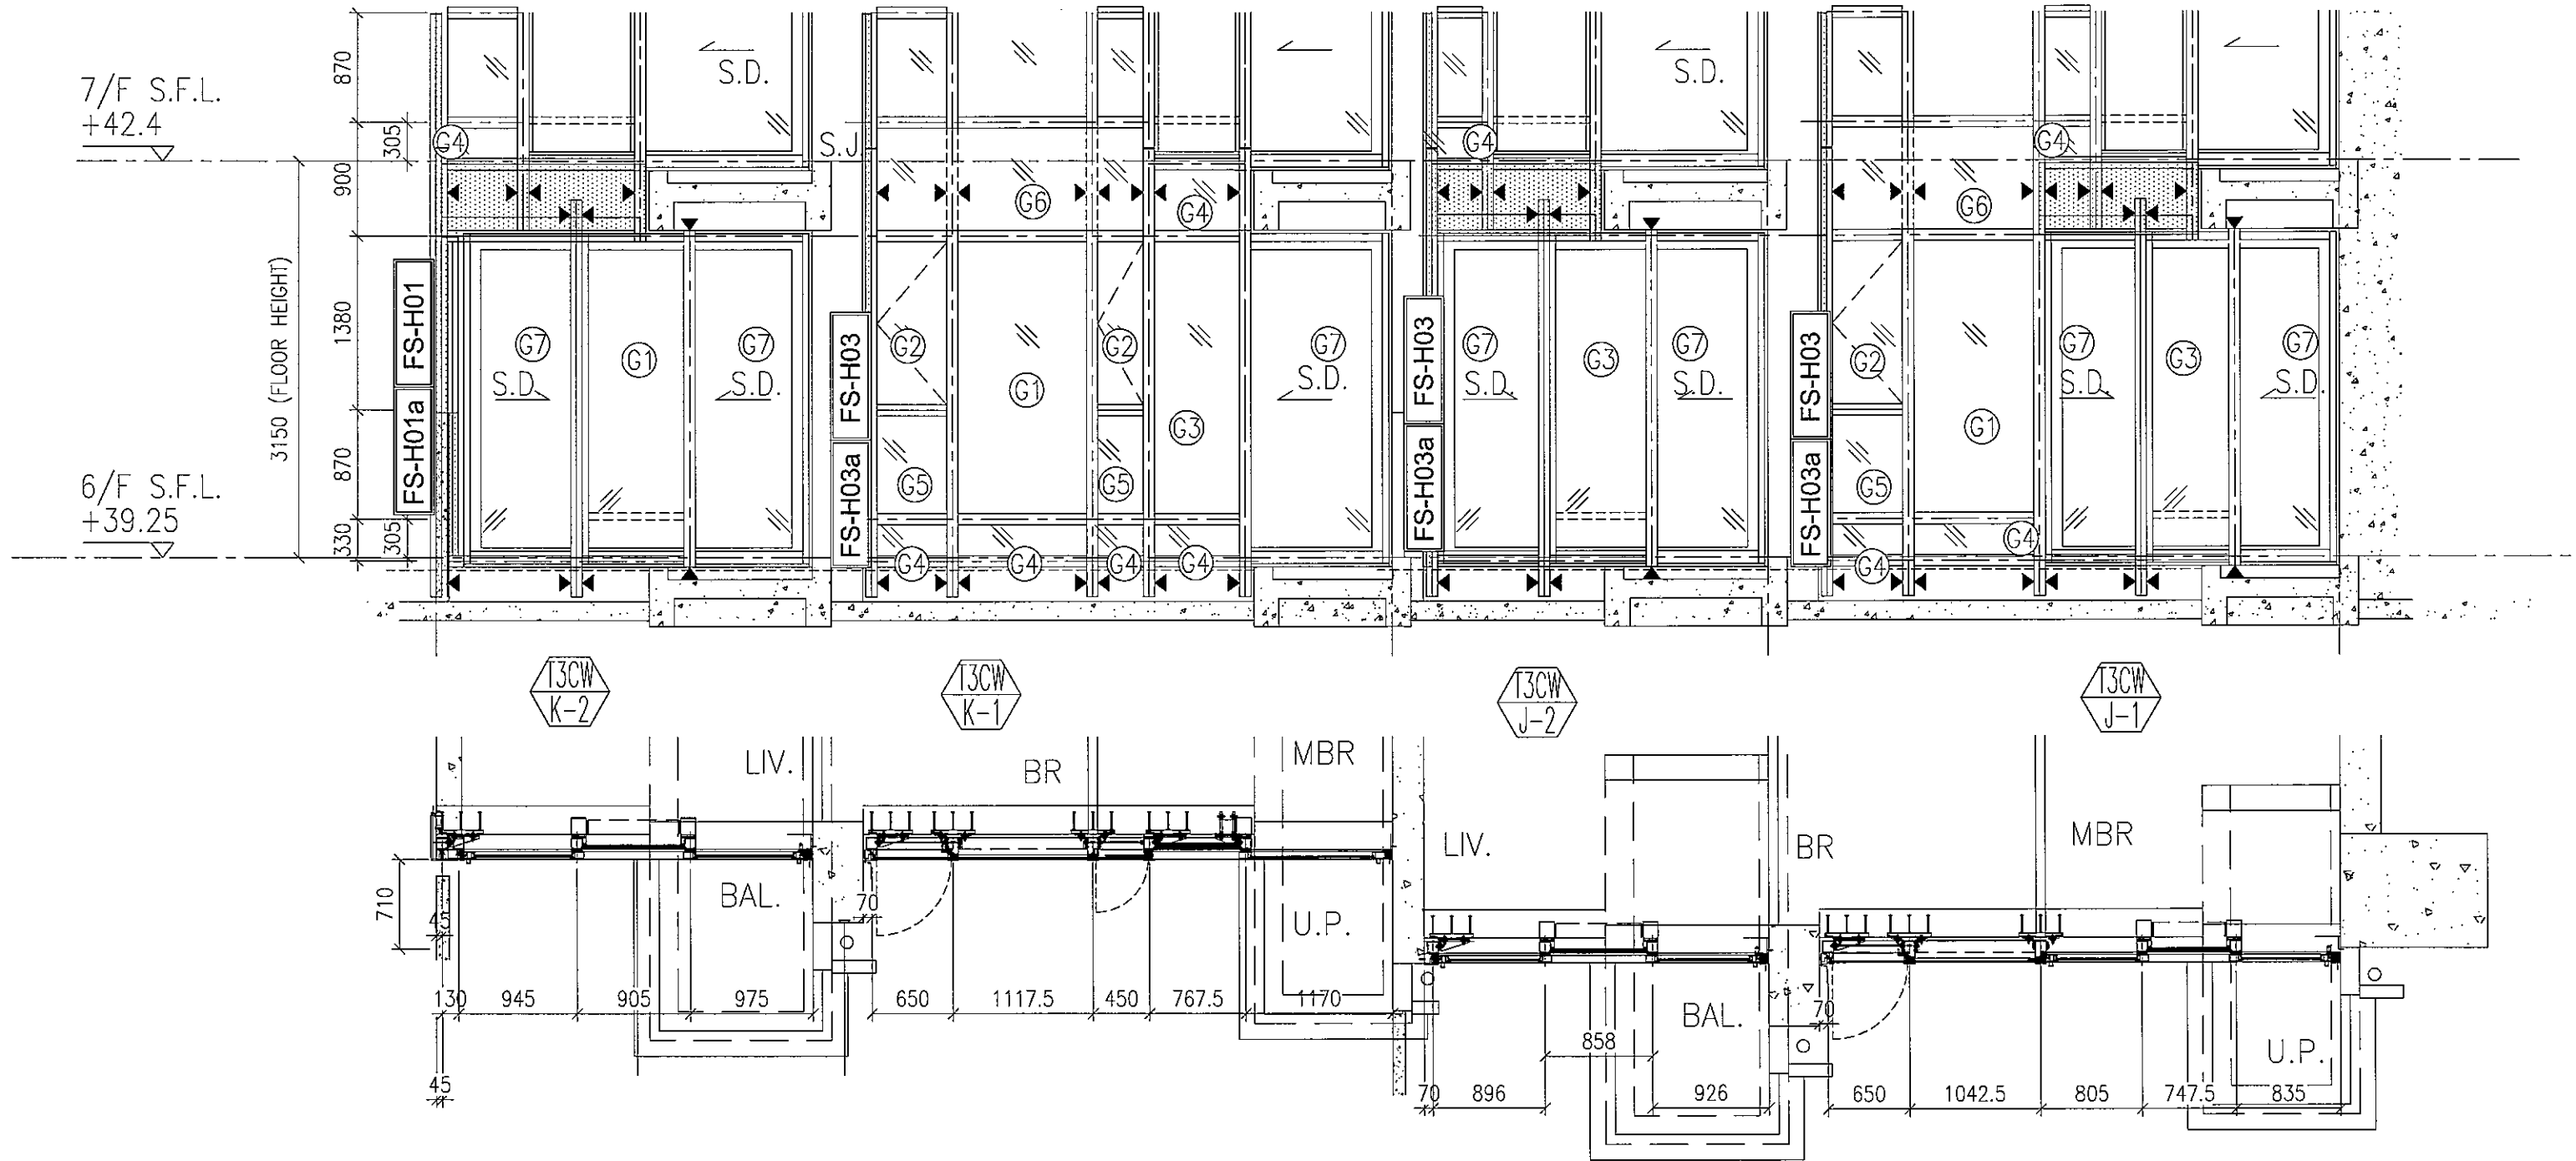 870
S.D.
S.D.
7/F S.F.L.
+42.4
305
G4
S.J.
G4
G4
900
G6
G4
G6
3150 (FLOOR HEIGHT)
FS-H01
FS-H01a
1380
G7
S.D.
G1
G7
S.D.
FS-H03
FS-H03a
G2
G1
G2
G3
G7
S.D.
FS-H03
FS-H03a
G7
S.D.
G3
G7
S.D.
FS-H03
FS-H03a
G2
G1
G7
S.D.
G3
G7
S.D.
870
G5
G5
G5
6/F S.F.L.
+39.25
330
305
G4
G4
G4
G4
G4
G4
T3CW
K-2
T3CW
K-1
T3CW
J-2
T3CW
J-1
LIV.
BR
MBR
LIV.
BR
MBR
710
45
BAL.
70
U.P.
130
945
905
975
650
1117.5
450
767.5
1170
BAL.
70
858
U.P.
45
70
896
926
650
1042.5
805
747.5
835